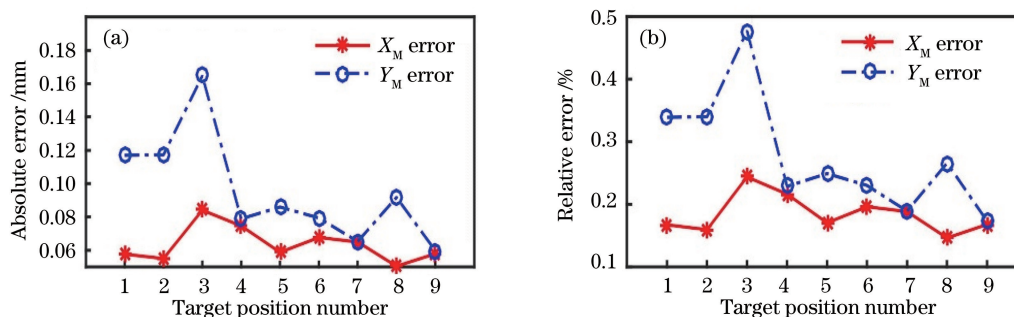 (a)
X_M error
Y_M error
0.18
0.16
0.14
0.12
0.10
0.08
0.06
Absolute error /mm
1 2 3 4 5 6 7 8 9
Target position number
(b)
X_M error
Y_M error
0.5
0.4
0.3
0.2
0.1
Relative error /%
1 2 3 4 5 6 7 8 9
Target position number